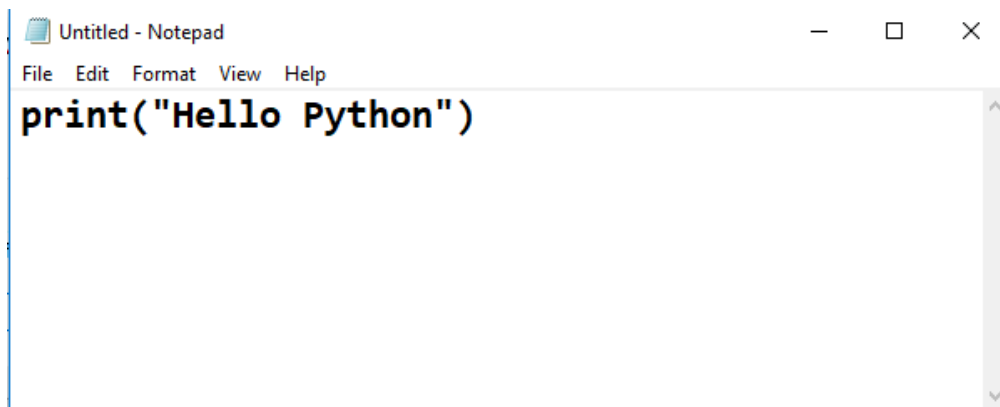 Untitled - Notepad
File Edit Format View Help
print("Hello Python")